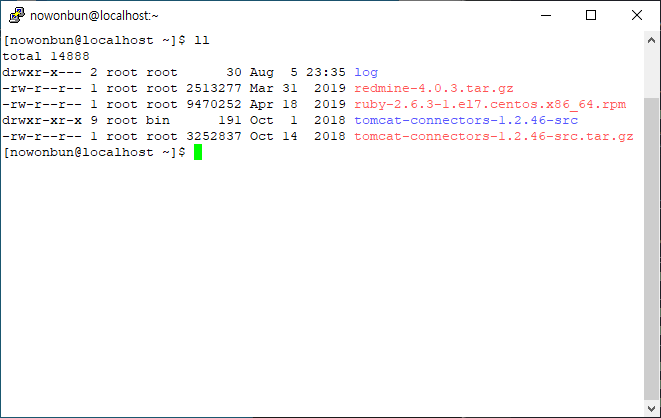 nowonbun@localhost:~
[nowonbun@localhost ~]$ ll
total 14888
drwxr-x--- 2 root root      30 Aug  5 23:35 log
-rw-r--r-- 1 root root 2513277 Mar 31  2019 redmine-4.0.3.tar.gz
-rw-r--r-- 1 root root 9470252 Apr 18  2019 ruby-2.6.3-1.el7.centos.x86_64.rpm
drwxr-xr-x 9 root bin      191 Oct  1  2018 tomcat-connectors-1.2.46-src
-rw-r--r-- 1 root root 3252837 Oct 14  2018 tomcat-connectors-1.2.46-src.tar.gz
[nowonbun@localhost ~]$